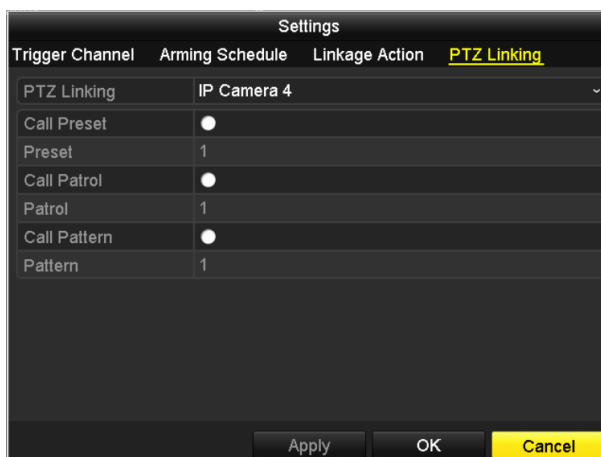 Settings
Trigger Channel Arming Schedule Linkage Action PTZ Linking
PTZ Linking IP Camera 4
Call Preset
Preset 1
Call Patrol
Patrol 1
Call Pattern
Pattern 1
Apply OK Cancel